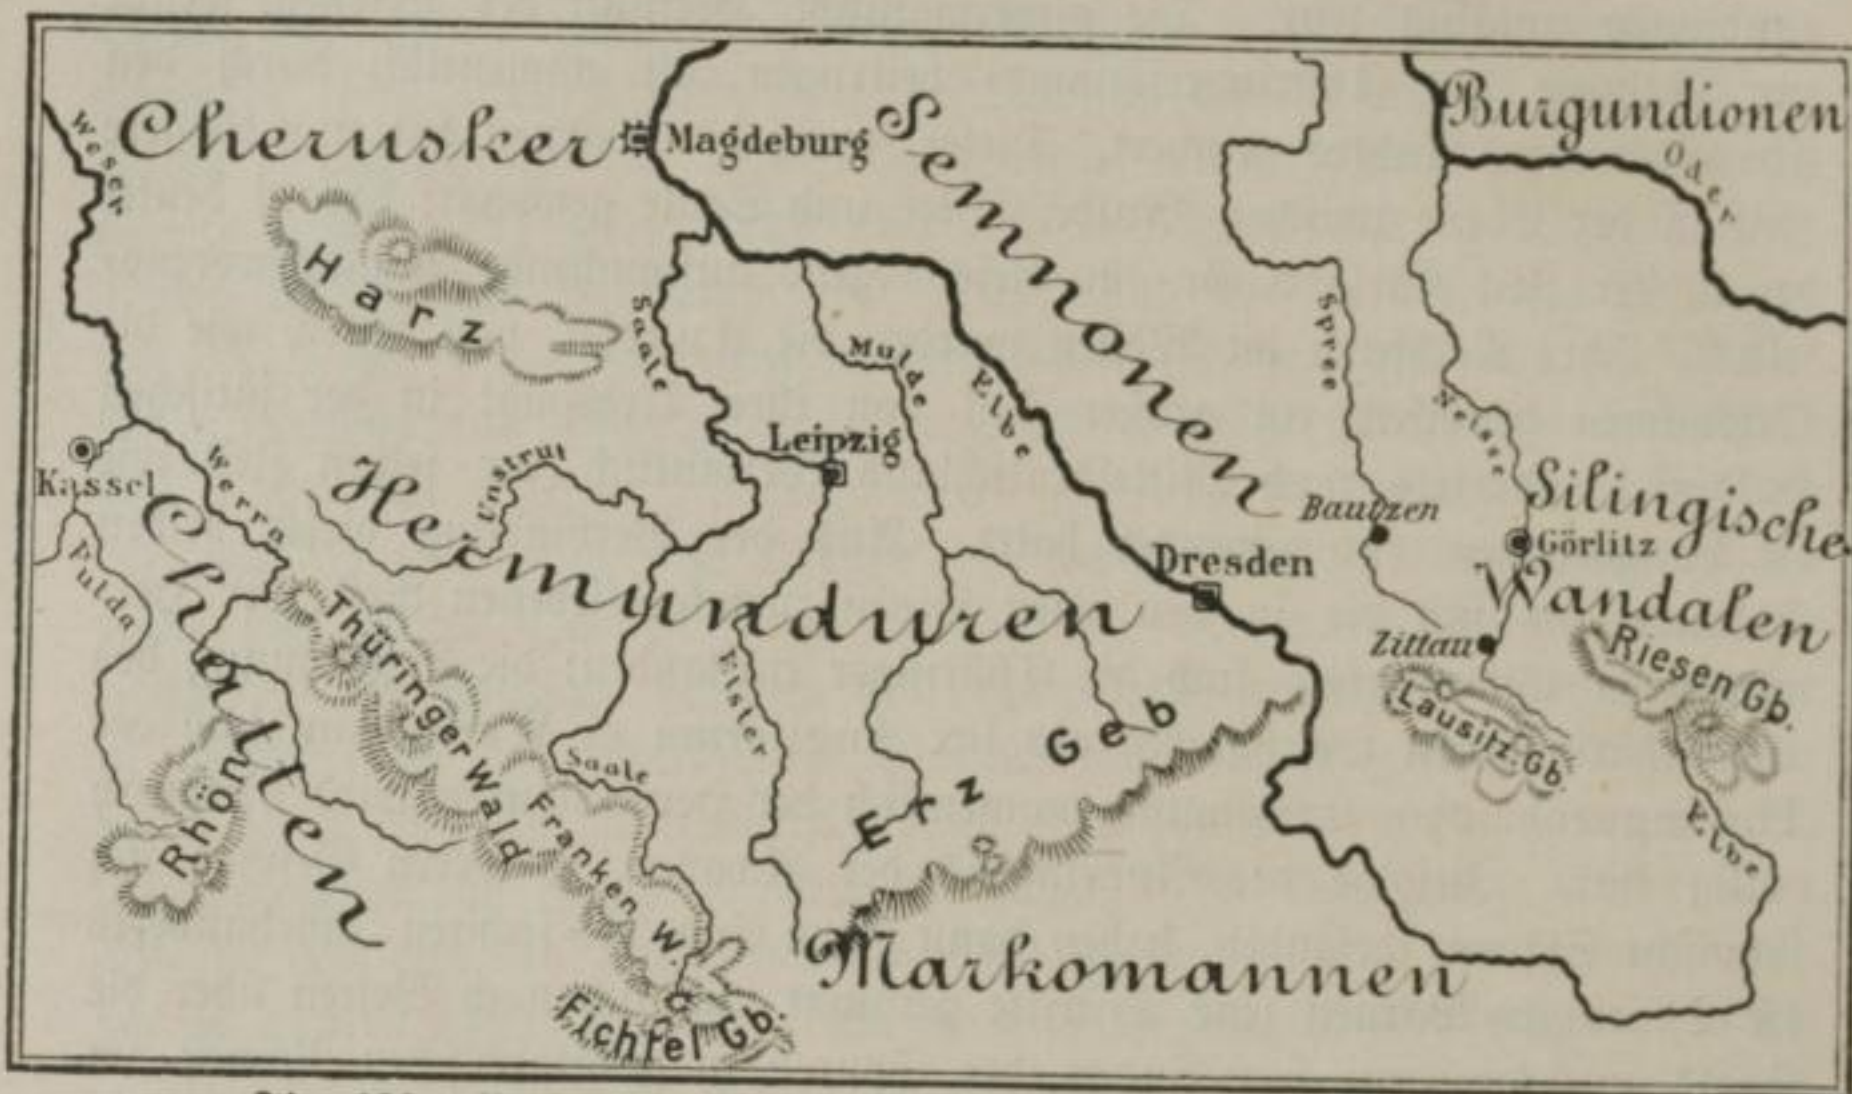 Weser
Cherusker
Magdeburg
Semnonen
Burgundionen
Oder
Harz
Saale
Mulde
Elbe
Spree
Neisse
Kassel
Werra
Leipzig
Unstrut
Hermunduren
Bautzen
Silingische
Görlitz
Wandalen
Dresden
Fulda
Chatten
Thüringer Wald
Elster
Zittau
Riesen Gb.
Lausitz. Gb.
Erz Geb
Saale
Rhön
Franken W.
Elbe
Markomannen
Fichtel Gb.